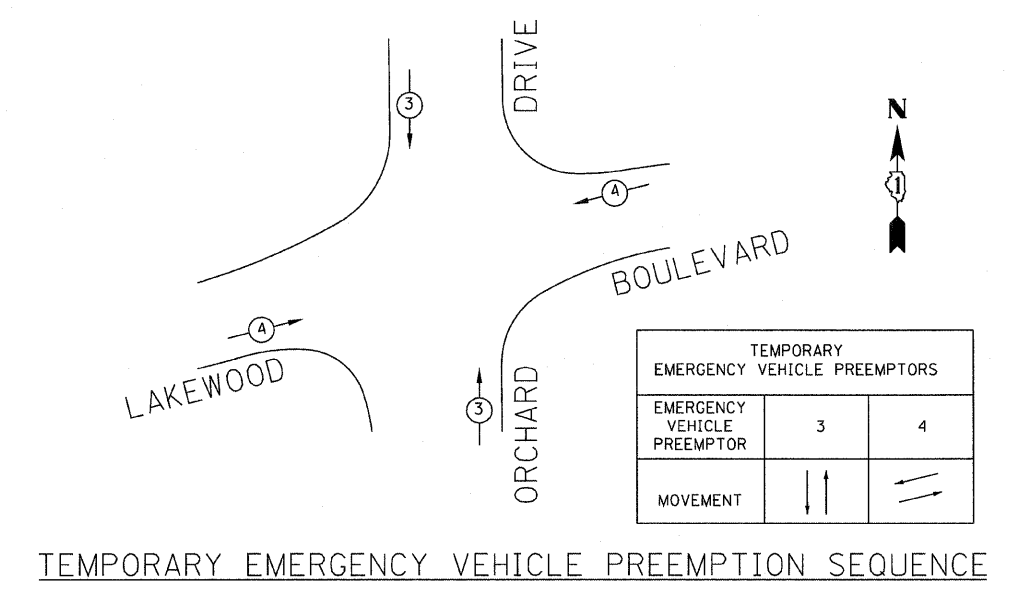 DRIVE
3
N
1
4
BOULEVARD
4
LAKEWOOD
3
ORCHARD
TEMPORARY
EMERGENCY VEHICLE PREEMPTORS
EMERGENCY
VEHICLE
PREEMPTOR
3
4
MOVEMENT
TEMPORARY EMERGENCY VEHICLE PREEMPTION SEQUENCE